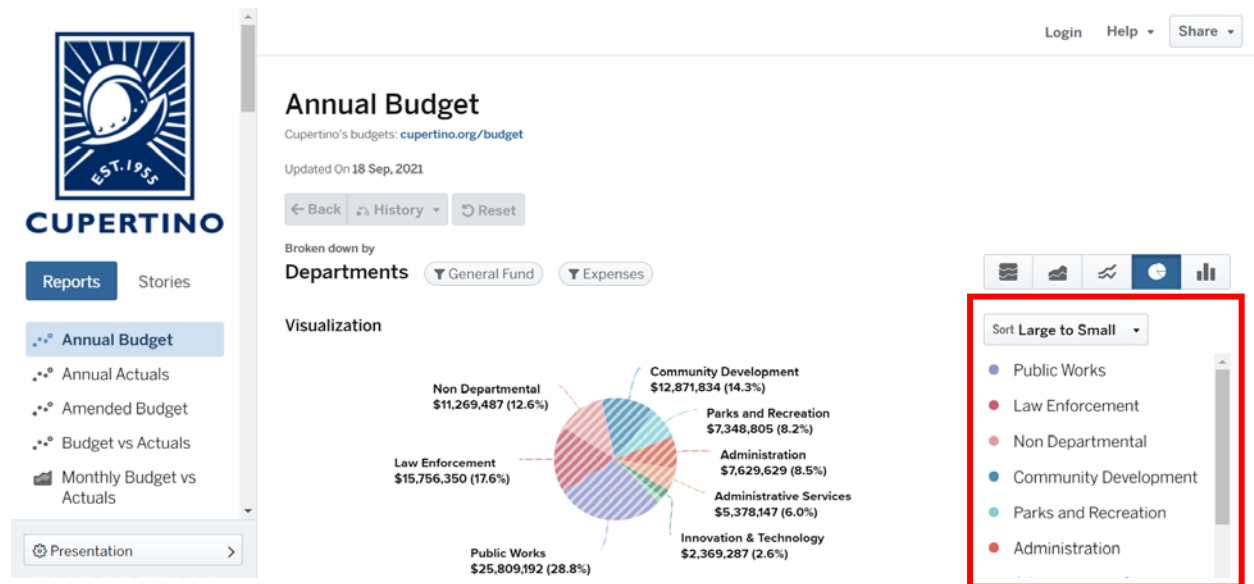 Login Help Share
EST. 1955
CUPERTINO
Reports Stories
Annual Budget
Annual Actuals
Amended Budget
Budget vs Actuals
Monthly Budget vs
Actuals
Presentation
Annual Budget
Cupertino's budgets: cupertino.org/budget
Updated On 18 Sep, 2021
Back History Reset
Broken down by
Departments General Fund Expenses
Visualization
Community Development
$12,871,834 (14.3%)
Non Departmental
$11,269,487 (12.6%)
Parks and Recreation
$7,348,805 (8.2%)
Law Enforcement
$15,756,350 (17.6%)
Administration
$7,629,629 (8.5%)
Administrative Services
$5,378,147 (6.0%)
Innovation & Technology
$2,369,287 (2.6%)
Public Works
$25,809,192 (28.8%)
Sort Large to Small
Public Works
Law Enforcement
Non Departmental
Community Development
Parks and Recreation
Administration